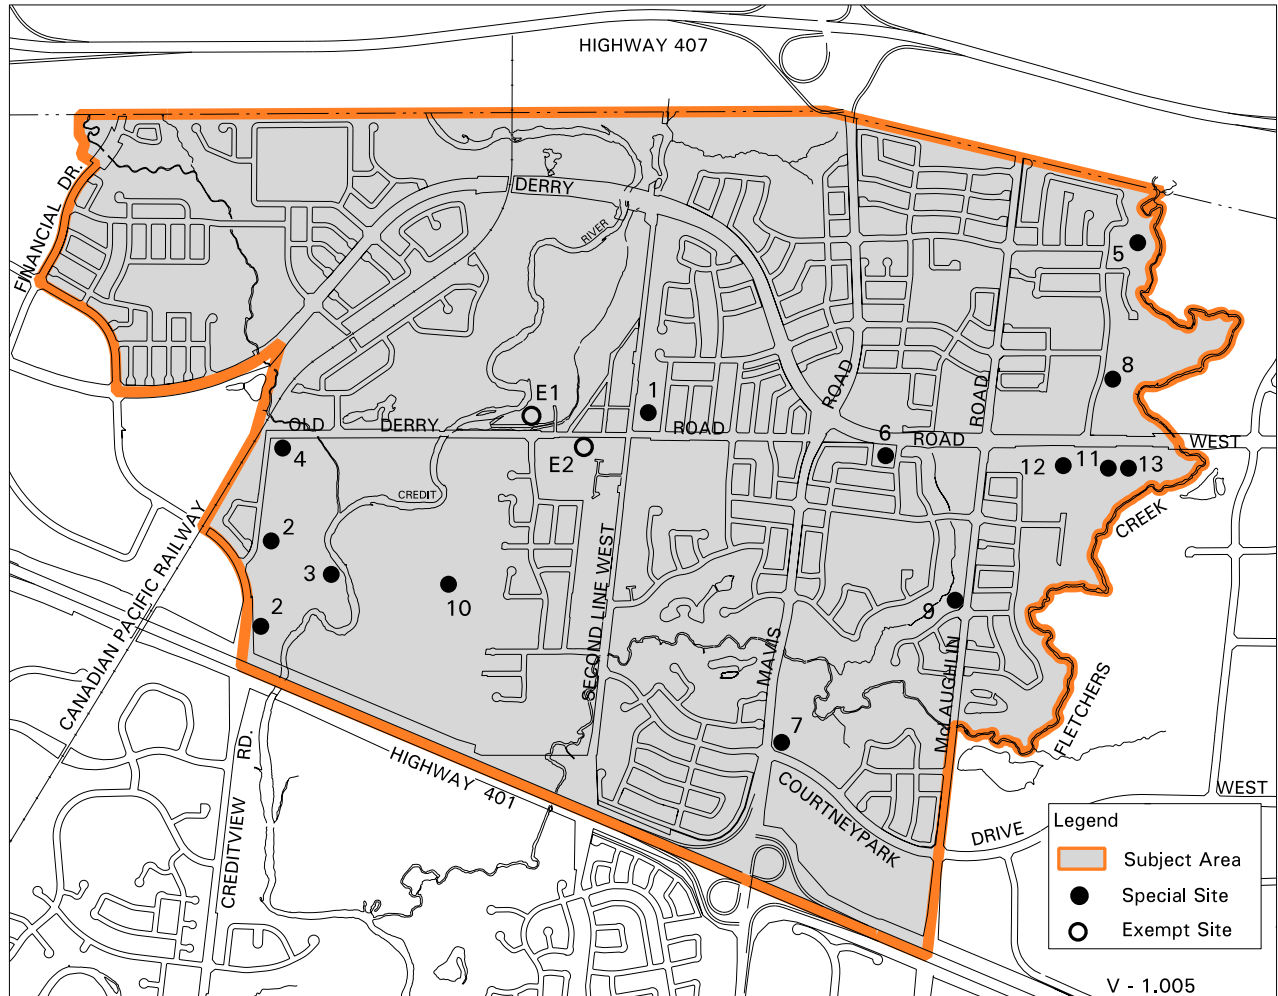 HIGHWAY 407
FINANCIAL DR.
DERRY
RIVER
5
E1
1
8
ROAD
ROAD
OLD DERRY ROAD
6
ROAD
WEST
4
E2
12
11
13
CREDIT
CREEK
2
3
10
SECOND LINE WEST
9
2
CANADIAN PACIFIC RAILWAY
MAVIS
McLAUGHLIN
FLETCHERS
7
CREDITVIEW RD.
HIGHWAY 401
COURTNEYPARK
DRIVE
WEST
Legend
Subject Area
Special Site
Exempt Site
V - 1.005